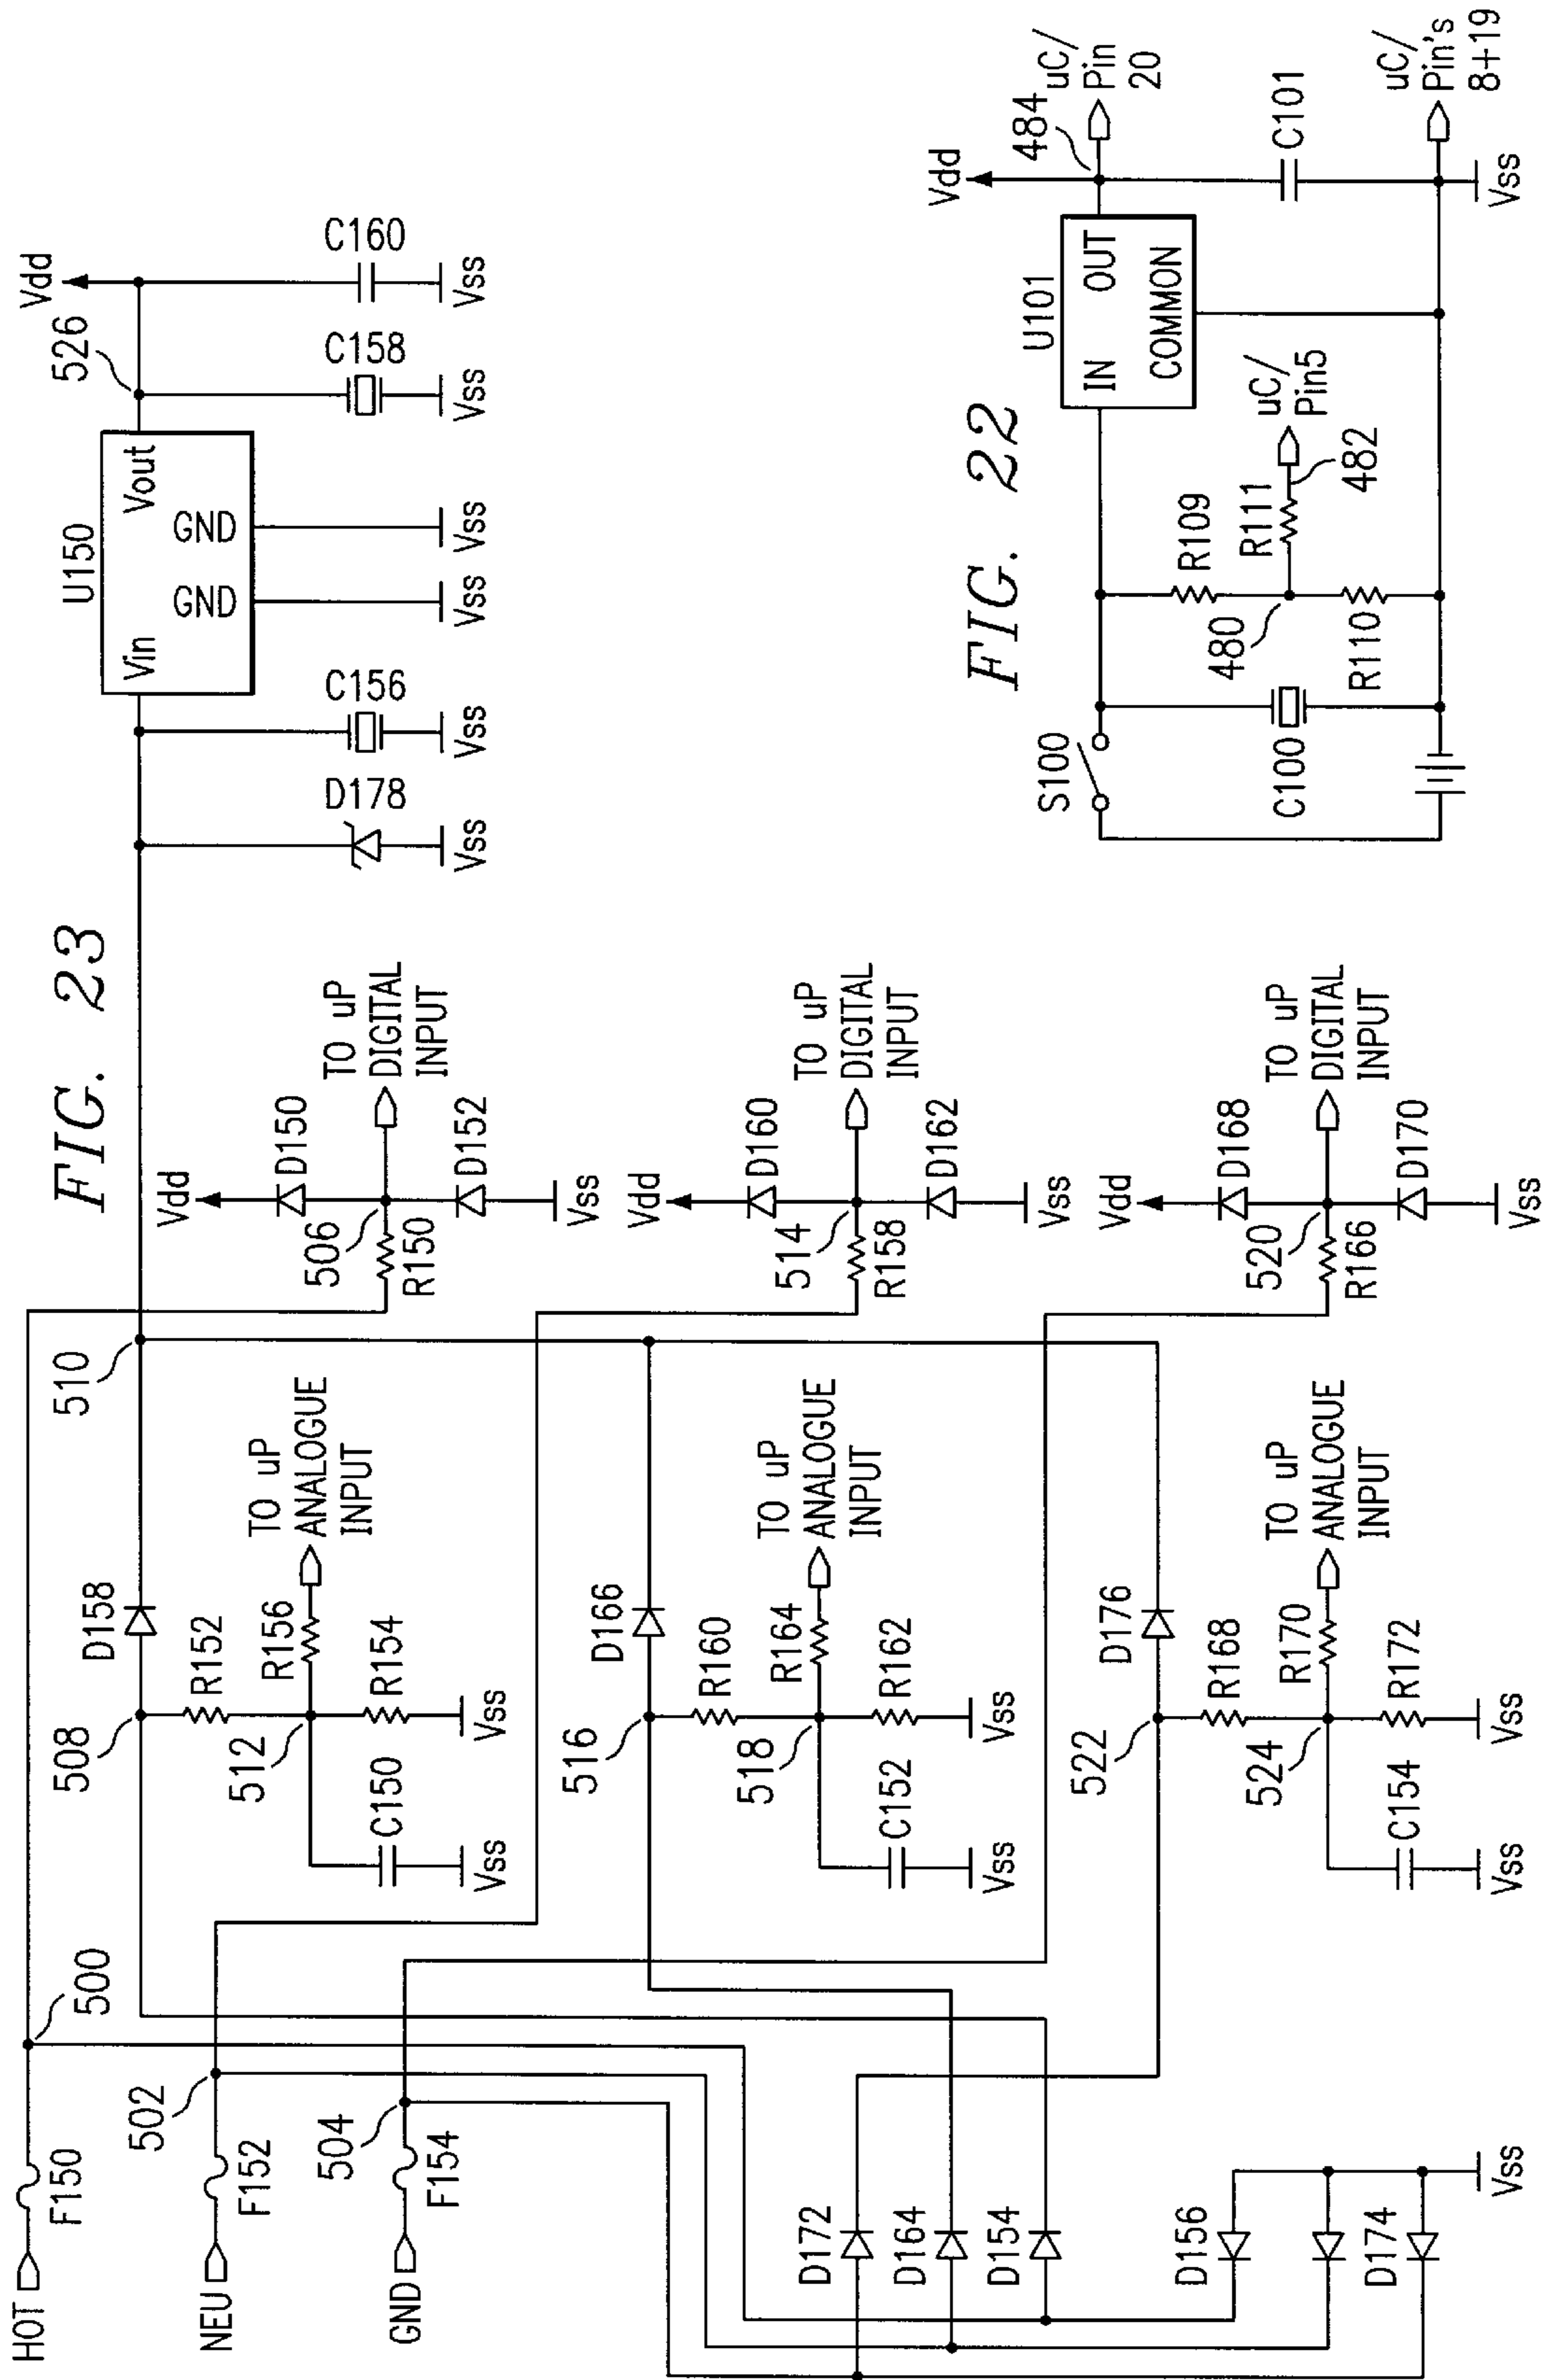 FIG. 23
HOT
F150
500
NEU
502
F152
GND
504
F154
D172
D164
D154
D156
D174
Vss
508
D158
510
R152
512
R156
TO uP
ANALOGUE
INPUT
R154
C150
Vss
Vss
516
D166
R160
518
R164
TO uP
ANALOGUE
INPUT
R162
C152
Vss
Vss
522
D176
R168
524
R170
TO uP
ANALOGUE
INPUT
R172
C154
Vss
Vss
Vdd
D150
506
R150
TO uP
DIGITAL
INPUT
D152
Vss
Vdd
D160
514
R158
TO uP
DIGITAL
INPUT
D162
Vss
Vdd
D168
520
R166
TO uP
DIGITAL
INPUT
D170
Vss
D178
Vss
C156
Vss
U150
Vin
Vout
GND
GND
Vss
Vss
526
Vdd
C158
Vss
C160
Vss
FIG. 22
S100
C100
R109
480
R110
R111
482
uC/
Pin5
U101
IN
OUT
COMMON
Vdd
484
uC/
Pin
20
C101
uC/
Pin's
8+19
Vss